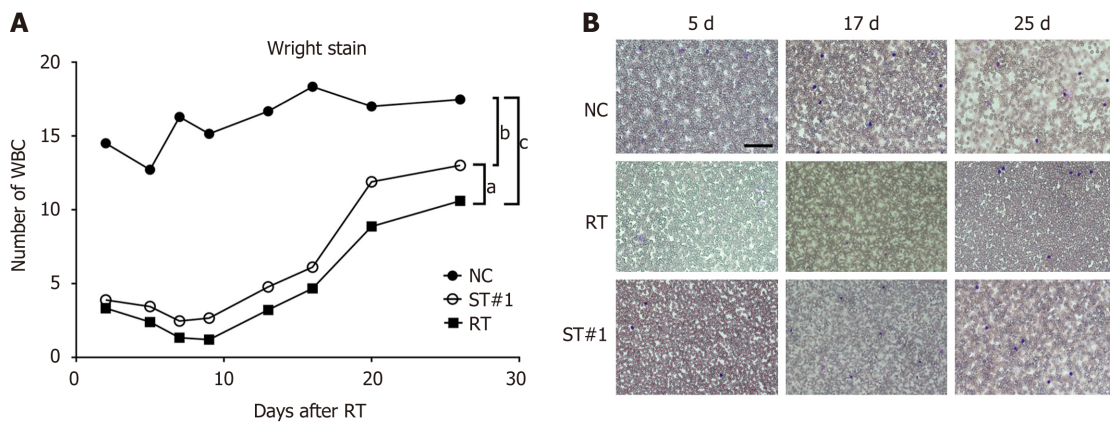 A
Wright stain
20
15
10
5
0
Number of WBC
0 10 20 30
Days after RT
NC
ST#1
RT
b
c
a
B
5 d 17 d 25 d
NC
RT
ST#1